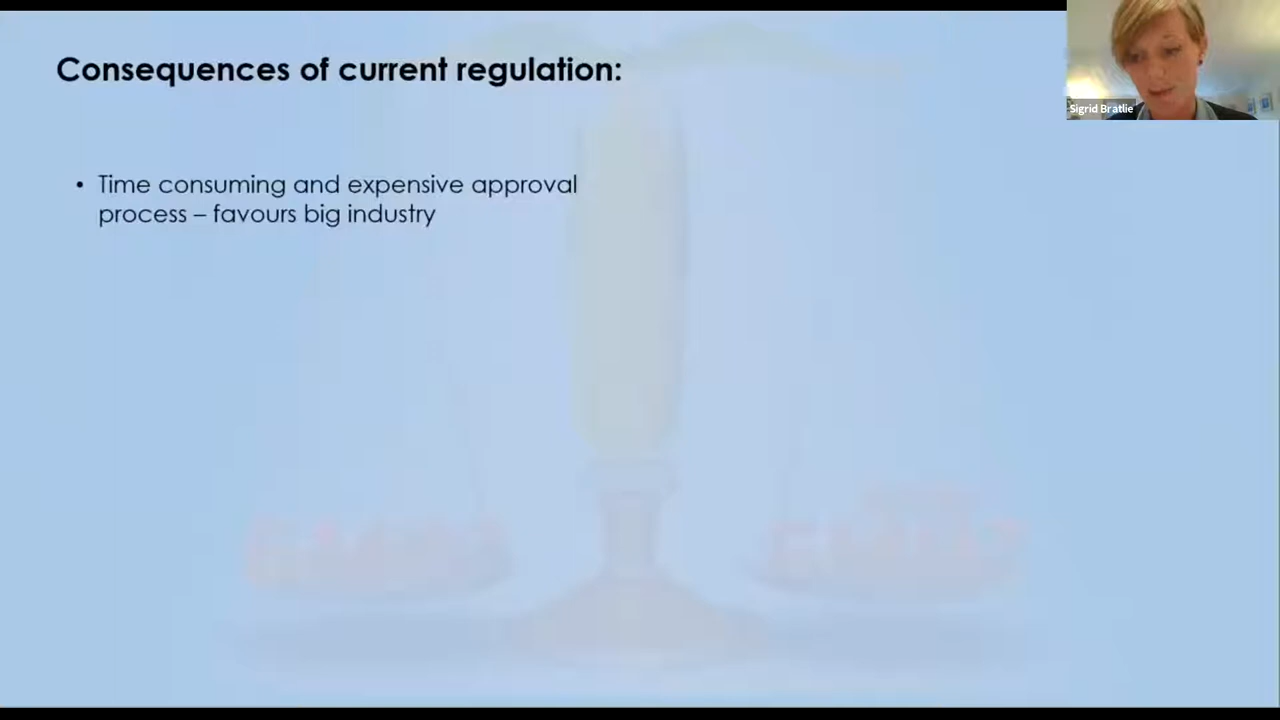 Consequences of current regulation:
Sigrid Bratlie
• Time consuming and expensive approval
process – favours big industry